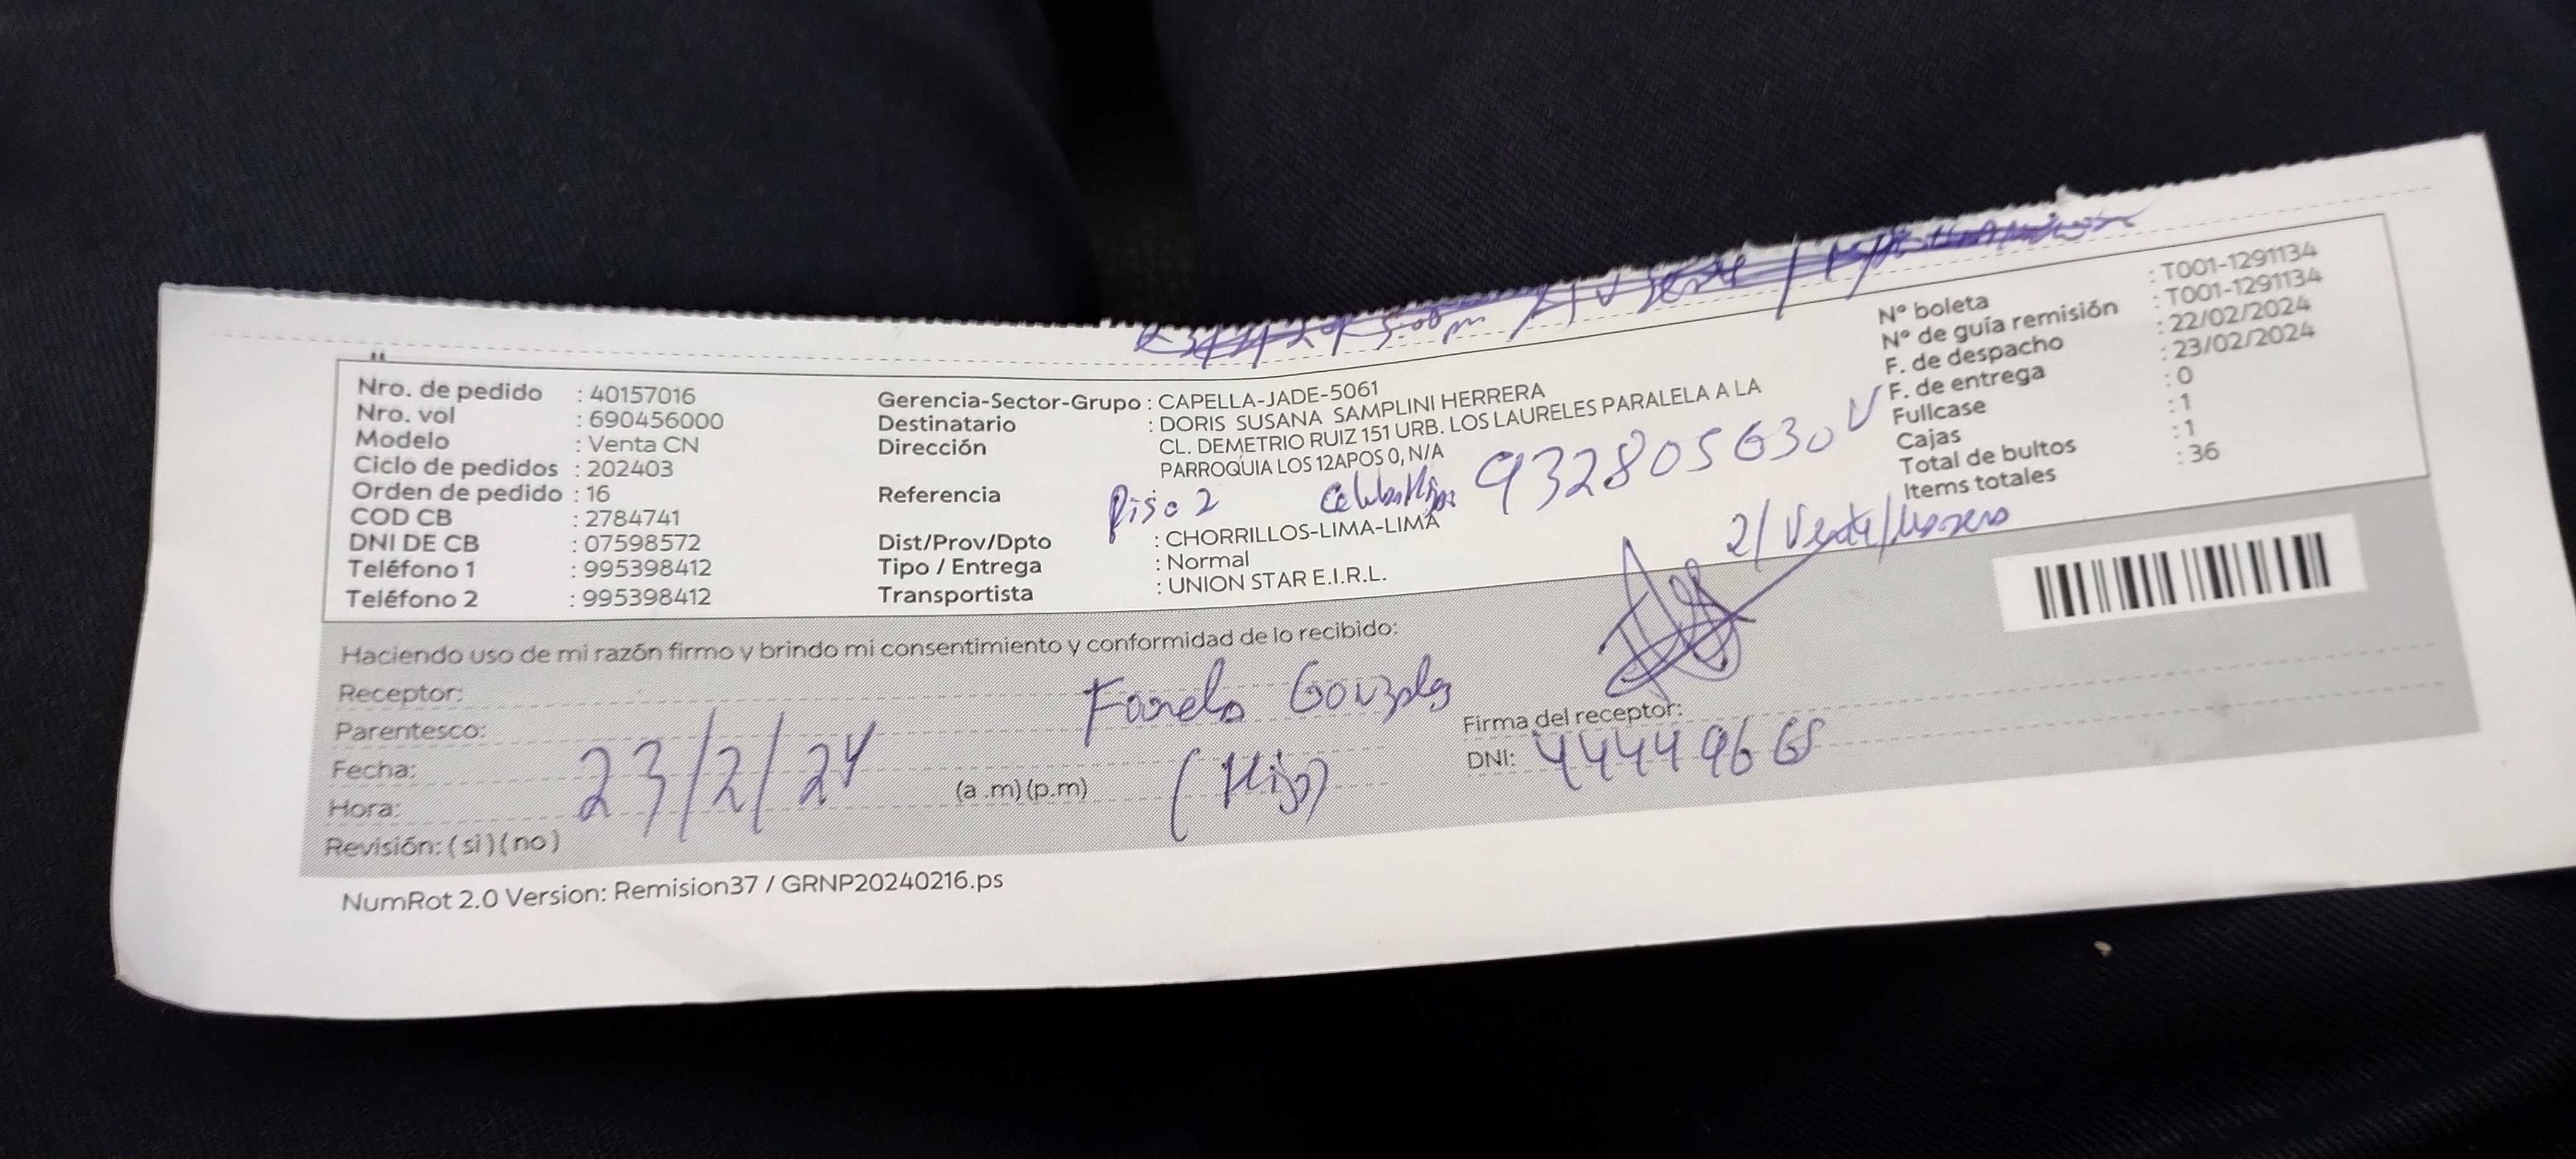 Nro. de pedido : 40157016
Nro. vol : 690456000
Modelo : Venta CN
Ciclo de pedidos : 202403
Orden de pedido : 16
COD CB : 2784741
DNI DE CB : 07598572
Teléfono 1 : 995398412
Teléfono 2 : 995398412
Gerencia-Sector-Grupo : CAPELLA-JADE-5061
Destinatario : DORIS SUSANA SAMPLINI HERRERA
Dirección : CL. DEMETRIO RUIZ 151 URB. LOS LAURELES PARALELA A LA
PARROQUIA LOS 12APOS 0, N/A
Referencia :
Piso 2 932805630
Dist/Prov/Dpto : CHORRILLOS-LIMA-LIMA
Tipo / Entrega : Normal
Transportista : UNION STAR E.I.R.L.
N° boleta : T001-1291134
N° de guía remisión : T001-1291134
F. de despacho : 22/02/2024
F. de entrega : 23/02/2024
Fullcase : 0
Cajas : 1
Total de bultos : 1
Items totales : 36
2/
Haciendo uso de mi razón firmo y brindo mi consentimiento y conformidad de lo recibido:
Receptor:
Gonzales
Parentesco:
Fecha: 23/2/24
Hora: (a .m)(p.m)
Revisión: (si)(no)
Firma del receptor:
DNI: 444496
NumRot 2.0 Version: Remision37 / GRNP20240216.ps